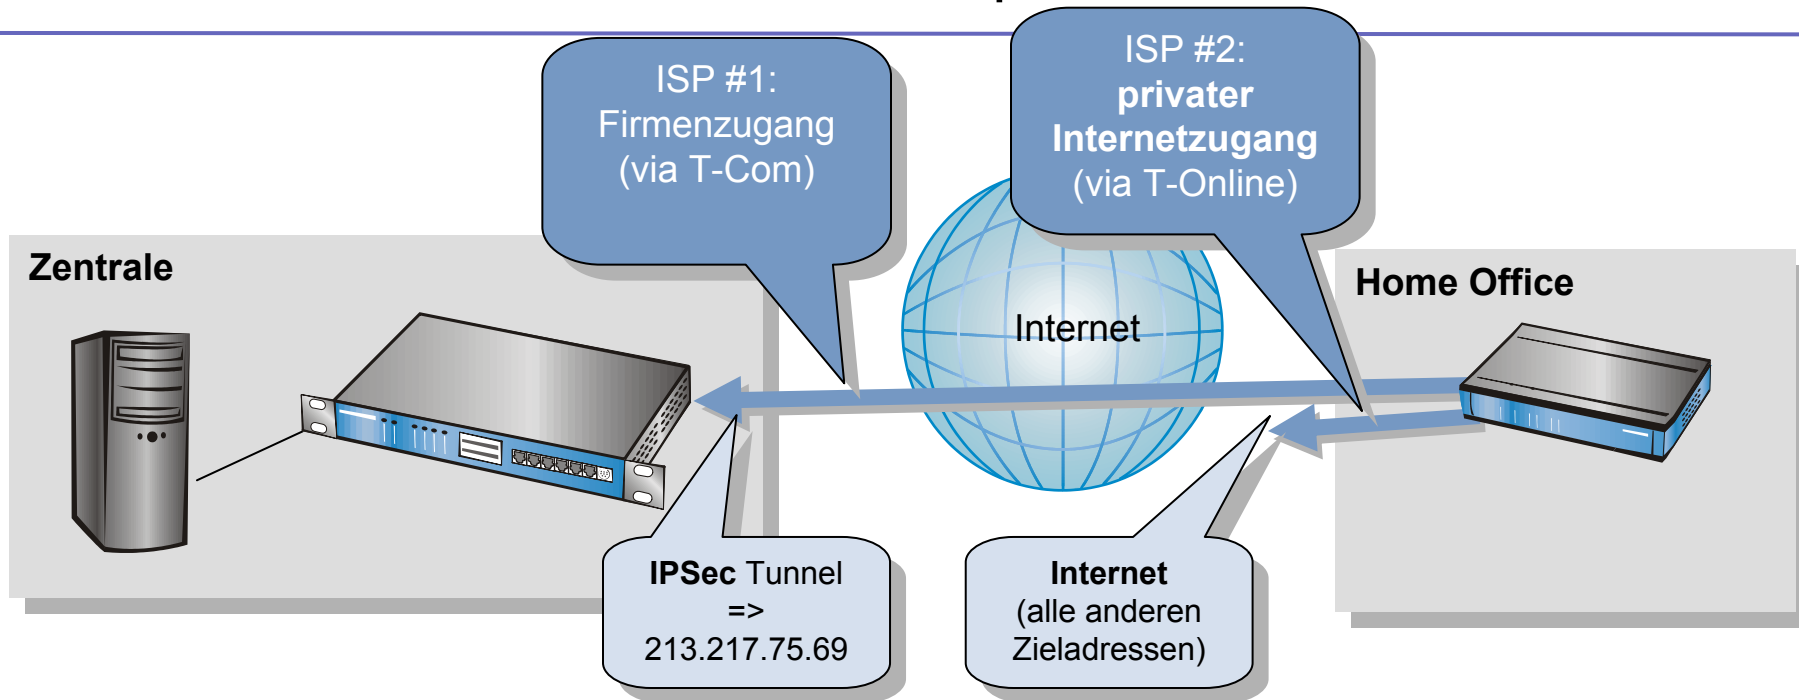 ISP #1:
Firmenzugang
(via T-Com)
ISP #2:
privater
Internetzugang
(via T-Online)
Zentrale
Internet
Home Office
IPSec Tunnel
=>
213.217.75.69
Internet
(alle anderen
Zieladressen)